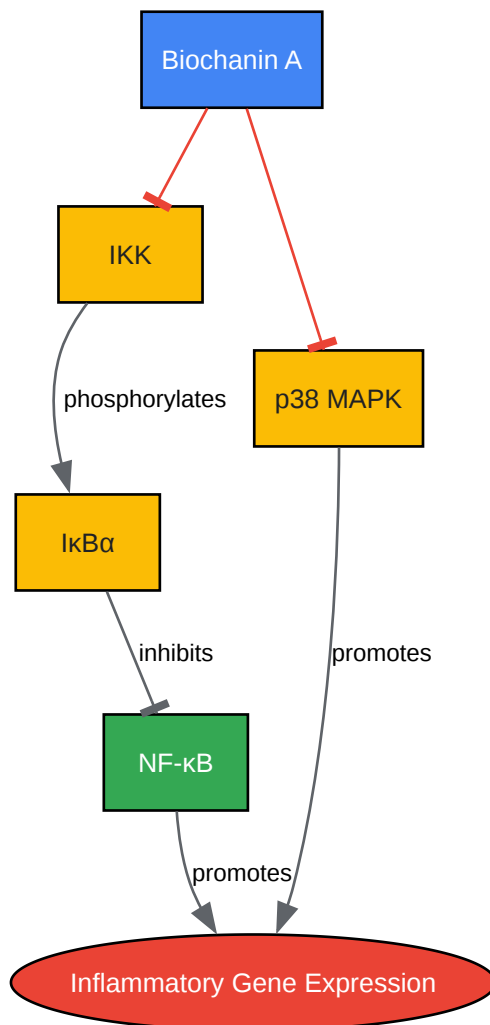 Biochanin A
IKK
p38 MAPK
phosphorylates
IκBα
inhibits
promotes
NF-κB
promotes
Inflammatory Gene Expression